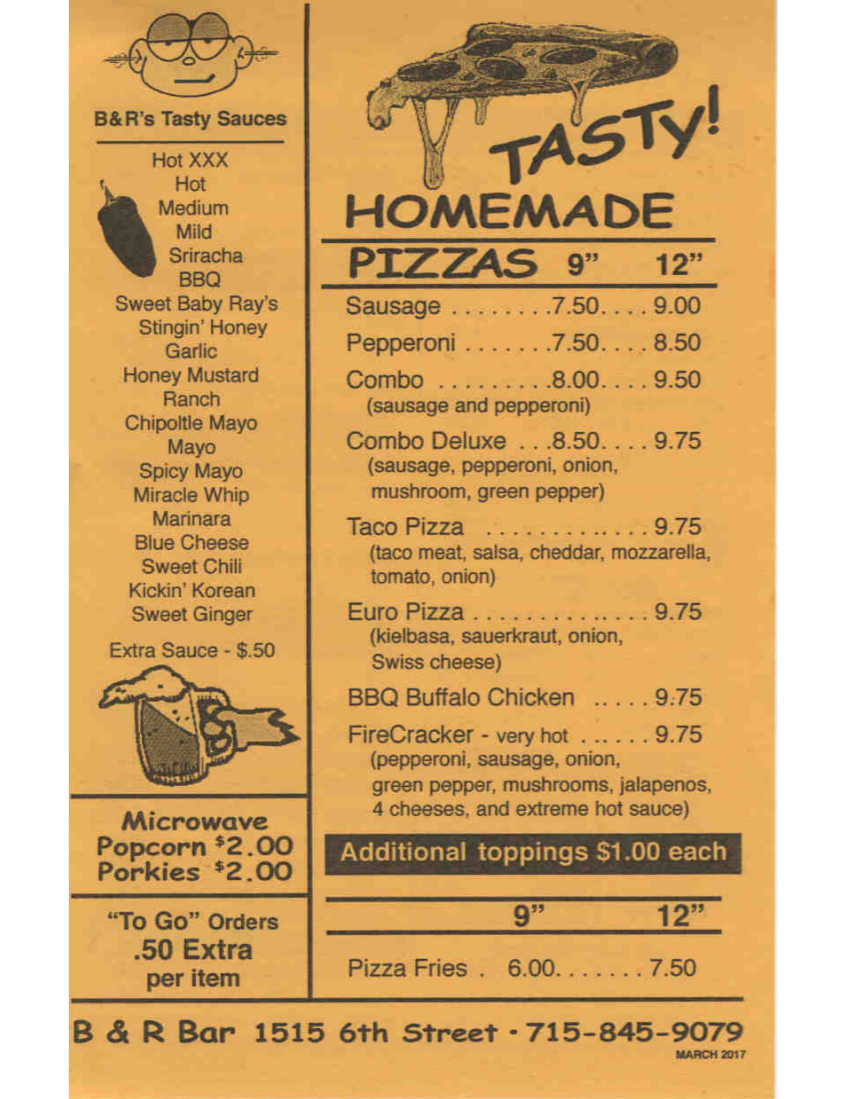 B&R's Tasty Sauces
Hot XXX
Hot
Medium
Mild
Sriracha
BBQ
Sweet Baby Ray's
Stingin' Honey
Garlic
Honey Mustard
Ranch
Chipoltle Mayo
Mayo
Spicy Mayo
Miracle Whip
Marinara
Blue Cheese
Sweet Chili
Kickin' Korean
Sweet Ginger
Extra Sauce - $.50
Microwave
Popcorn $2.00
Porkies $2.00
"To Go" Orders
.50 Extra
per item
TASTY!
HOMEMADE
PIZZAS 9" 12"
Sausage ........7.50....9.00
Pepperoni .......7.50....8.50
Combo .........8.00....9.50
(sausage and pepperoni)
Combo Deluxe ...8.50....9.75
(sausage, pepperoni, onion,
mushroom, green pepper)
Taco Pizza .............9.75
(taco meat, salsa, cheddar, mozzarella,
tomato, onion)
Euro Pizza ..............9.75
(kielbasa, sauerkraut, onion,
Swiss cheese)
BBQ Buffalo Chicken .....9.75
FireCracker - very hot ......9.75
(pepperoni, sausage, onion,
green pepper, mushrooms, jalapenos,
4 cheeses, and extreme hot sauce)
Additional toppings $1.00 each
9" 12"
Pizza Fries . 6.00.......7.50
B & R Bar 1515 6th Street · 715-845-9079
MARCH 2017